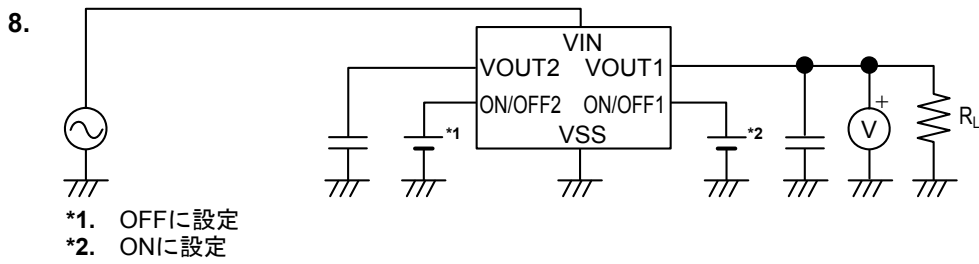 8.
VIN
VOUT2 VOUT1
ON/OFF2 ON/OFF1
*1 *2
VSS
+
V
RL
*1. OFFに設定
*2. ONに設定